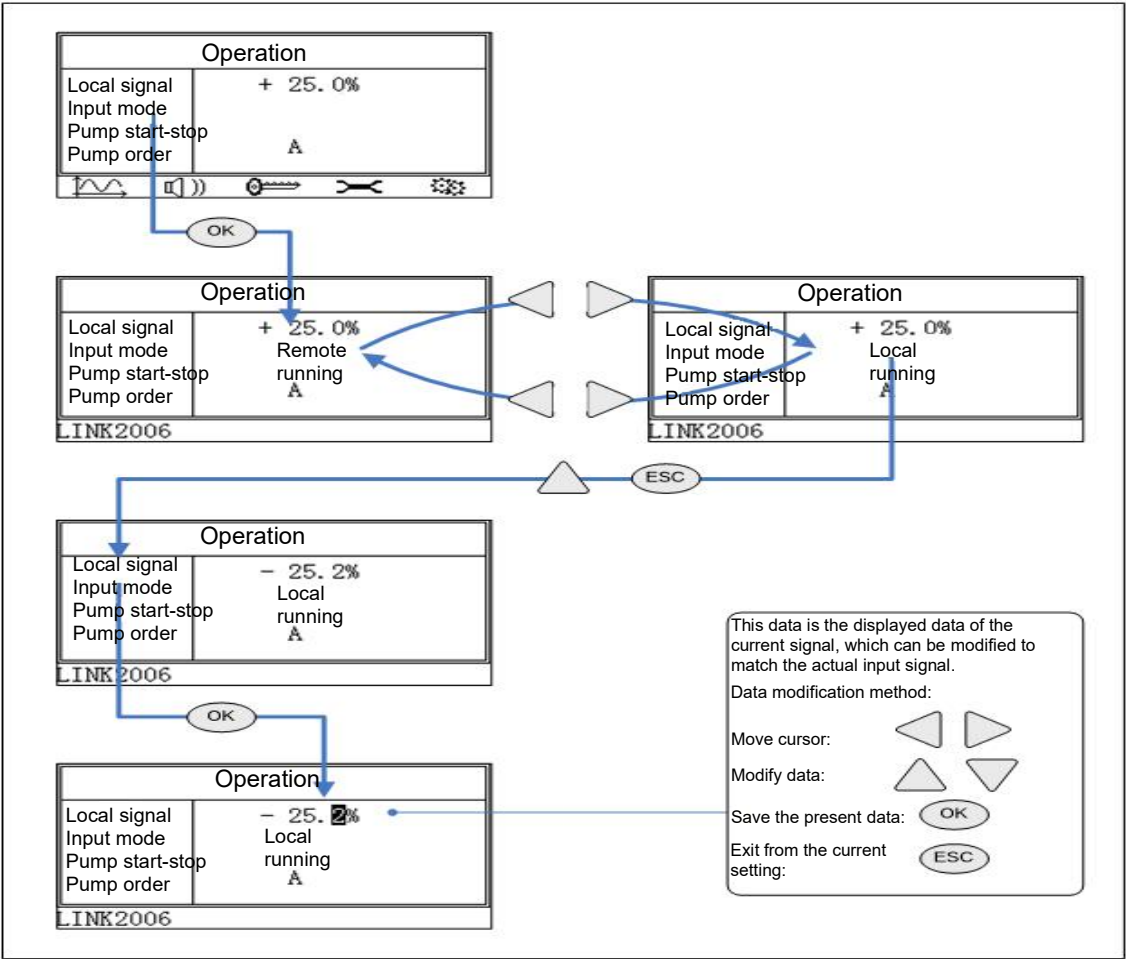 Operation
Local signal + 25.0%
Input mode
Pump start-stop
Pump order A
OK
Operation
Local signal + 25.0%
Input mode Remote
Pump start-stop running
Pump order A
LINK2006
Operation
Local signal + 25.0%
Input mode Local
Pump start-stop running
Pump order A
LINK2006
ESC
Operation
Local signal - 25.2%
Input mode Local
Pump start-stop running
Pump order A
LINK2006
OK
Operation
Local signal - 25.2%
Input mode Local
Pump start-stop running
Pump order A
LINK2006
This data is the displayed data of the
current signal, which can be modified to
match the actual input signal.
Data modification method:
Move cursor:
Modify data:
Save the present data: OK
Exit from the current
setting: ESC